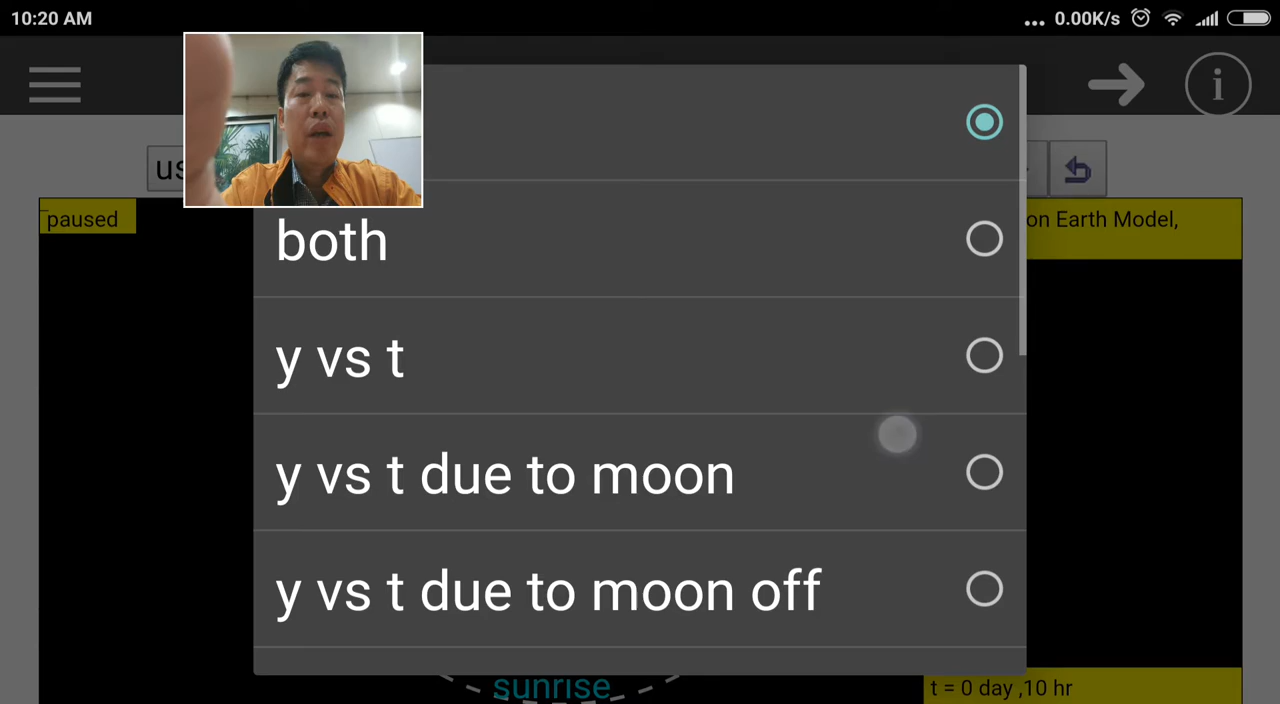 10:20 AM
... 0.00K/s
i
us
paused
on Earth Model,
both
y vs t
y vs t due to moon
y vs t due to moon off
sunrise
t = 0 day ,10 hr